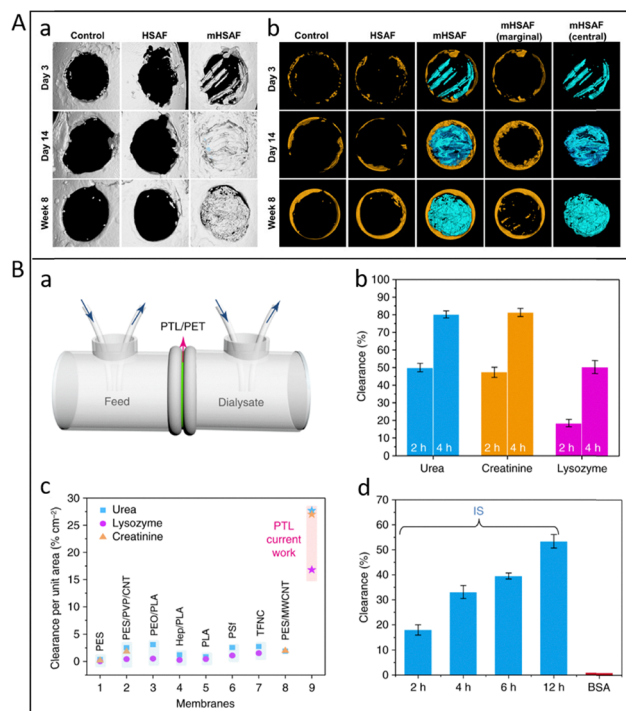 A
a
Control HSAF mHSAF
Day 3
Day 14
Week 8
b
Control HSAF mHSAF mHSAF (marginal) mHSAF (central)
Day 3
Day 14
Week 8
B
a
PTL/PET
Feed
Dialysate
b
Clearance (%)
90
80
70
60
50
40
30
20
10
0
2 h 4 h 2 h 4 h 2 h 4 h
Urea Creatinine Lysozyme
c
Clearance per unit area (% cm⁻²)
30
25
20
15
10
5
0
Urea
Lysozyme
Creatinine
PTL
current
work
PES
PES/PVP/CNT
PEO/PLA
Hep/PLA
PLA
PSf
TFNC
PES/MWCNT
1 2 3 4 5 6 7 8 9
Membranes
d
Clearance (%)
70
60
50
40
30
20
10
0
IS
2 h 4 h 6 h 12 h BSA